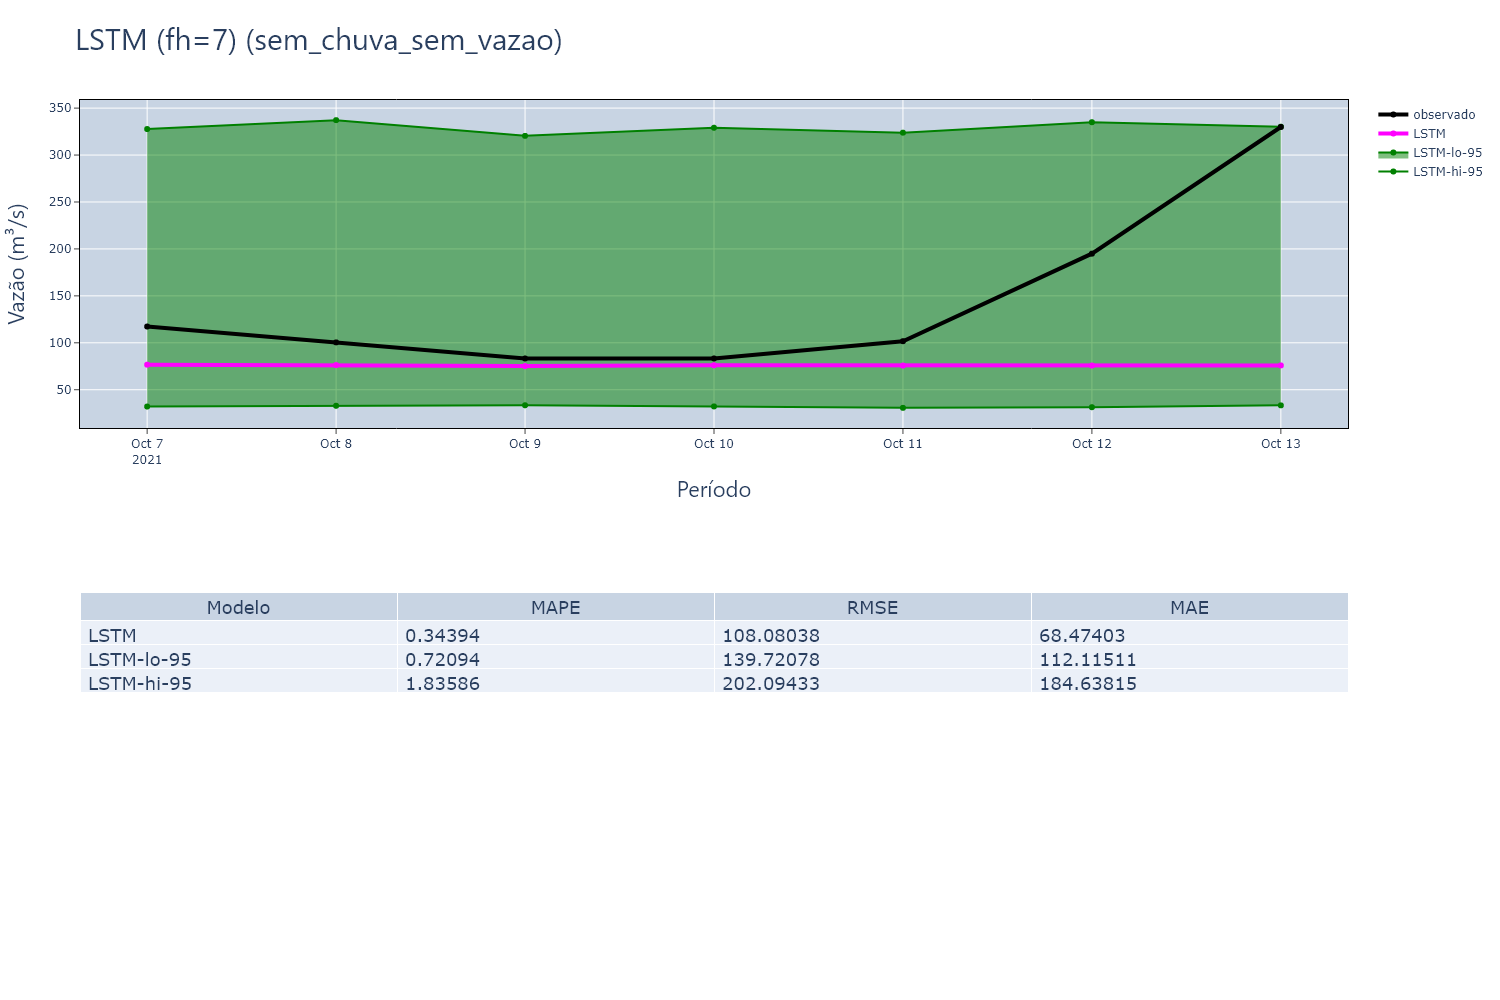 LSTM (fh=7) (sem_chuva_sem_vazao)
350
300
250
200
150
100
50
Vazão (m³/s)
Oct 7
2021
Oct 8
Oct 9
Oct 10
Oct 11
Oct 12
Oct 13
Período
observado
LSTM
LSTM-lo-95
LSTM-hi-95
Modelo MAPE RMSE MAE
LSTM 0.34394 108.08038 68.47403
LSTM-lo-95 0.72094 139.72078 112.11511
LSTM-hi-95 1.83586 202.09433 184.63815